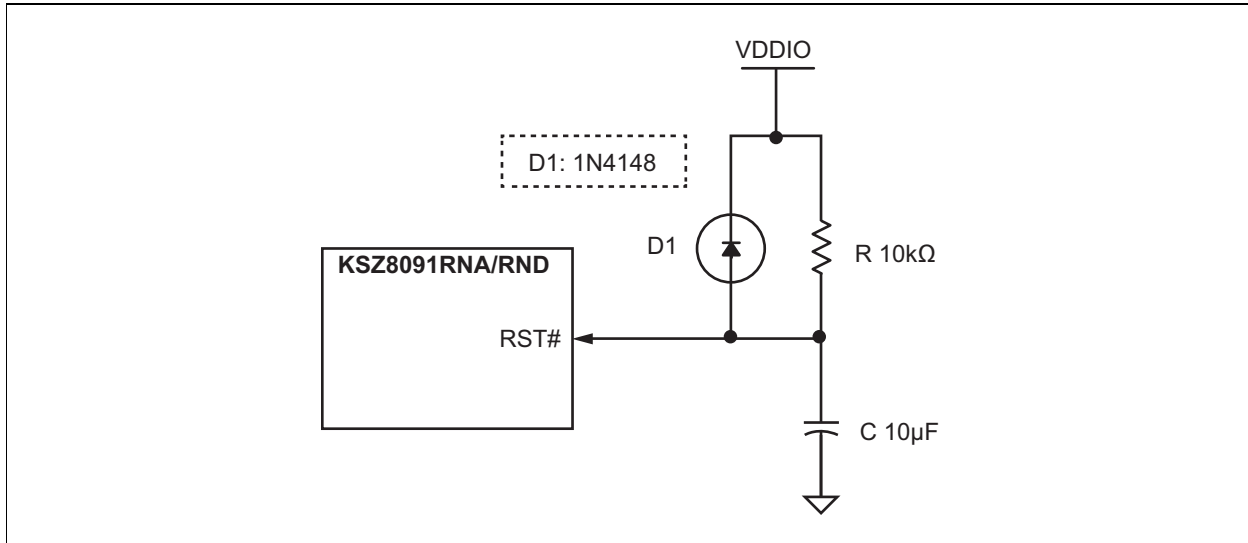 VDDIO
D1: 1N4148
D1
R 10kΩ
KSZ8091RNA/RND
RST#
C 10µF